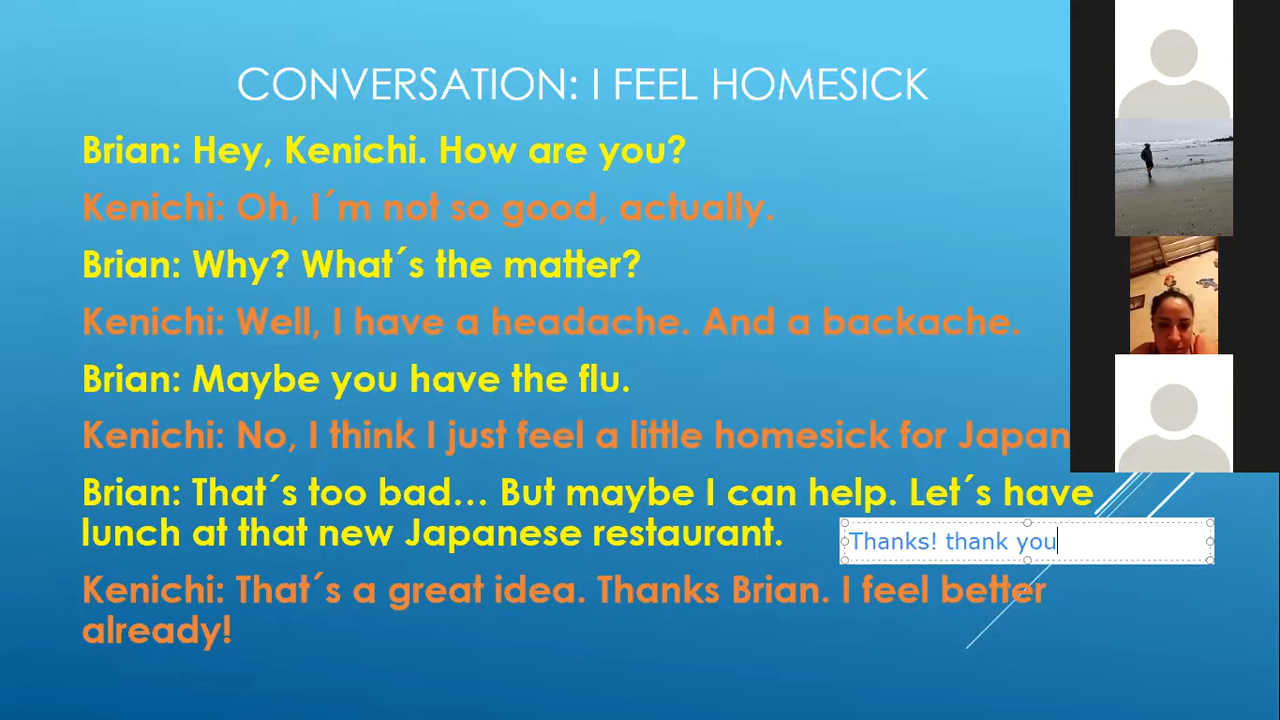 CONVERSATION: I FEEL HOMESICK
Brian: Hey, Kenichi. How are you?
Kenichi: Oh, I´m not so good, actually.
Brian: Why? What´s the matter?
Kenichi: Well, I have a headache. And a backache.
Brian: Maybe you have the flu.
Kenichi: No, I think I just feel a little homesick for Japan
Brian: That´s too bad… But maybe I can help. Let´s have
lunch at that new Japanese restaurant.
Thanks! thank you
Kenichi: That´s a great idea. Thanks Brian. I feel better
already!